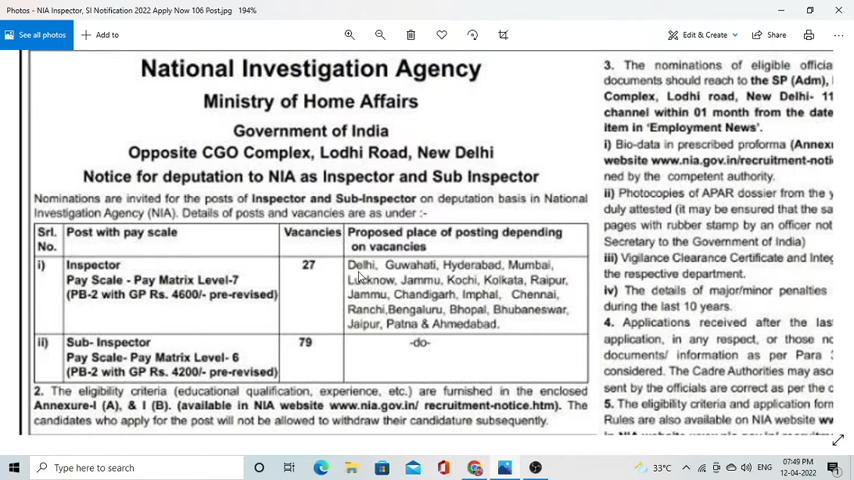 Photos - NIA Inspector, SI Notification 2022 Apply Now 106 Post.jpg 194%
See all photos
Add to
Edit & Create
Share
Print
National Investigation Agency
Ministry of Home Affairs
Government of India
Opposite CGO Complex, Lodhi Road, New Delhi
Notice for deputation to NIA as Inspector and Sub Inspector
Nominations are invited for the posts of Inspector and Sub-Inspector on deputation basis in National
Investigation Agency (NIA). Details of posts and vacancies are as under :-
Srl. No. Post with pay scale Vacancies Proposed place of posting depending on vacancies
i) Inspector 27 Delhi, Guwahati, Hyderabad, Mumbai,
Pay Scale - Pay Matrix Level-7 Lucknow, Jammu, Kochi, Kolkata, Raipur,
(PB-2 with GP Rs. 4600/- pre-revised) Jammu, Chandigarh, Imphal, Chennai,
Ranchi,Bengaluru, Bhopal, Bhubaneswar,
Jaipur, Patna & Ahmedabad.
ii) Sub- Inspector 79 -do-
Pay Scale- Pay Matrix Level- 6
(PB-2 with GP Rs. 4200/- pre-revised)
2. The eligibility criteria (educational qualification, experience, etc.) are furnished in the enclosed
Annexure-I (A), & I (B). (available in NIA website www.nia.gov.in/ recruitment-notice.htm). The
candidates who apply for the post will not be allowed to withdraw their candidature subsequently.
3. The nominations of eligible
documents should reach to the SP (Adm),
Complex, Lodhi road, New Delhi-
channel within 01 month from the date
item in 'Employment News'.
i) Bio-data in prescribed proforma
website
ned by the competent authority.
ii) Photocopies of APAR dossier from the
duly attested (it may be ensured that the
pages with rubber stamp by an officer
Secretary to the Government of India)
iii) Vigilance Clearance Certificate and
the respective department.
iv) The details of major/minor penalties
during the last 10 years.
4. Applications received after the
application, in any respect, or those
documents/ information as per Para
considered. The Cadre Authorities may
sent by the officials are correct as per the
5. The eligibility criteria and application
Rules are also available on NIA website
Type here to search
33°C
ENG
07:49 PM
12-04-2022